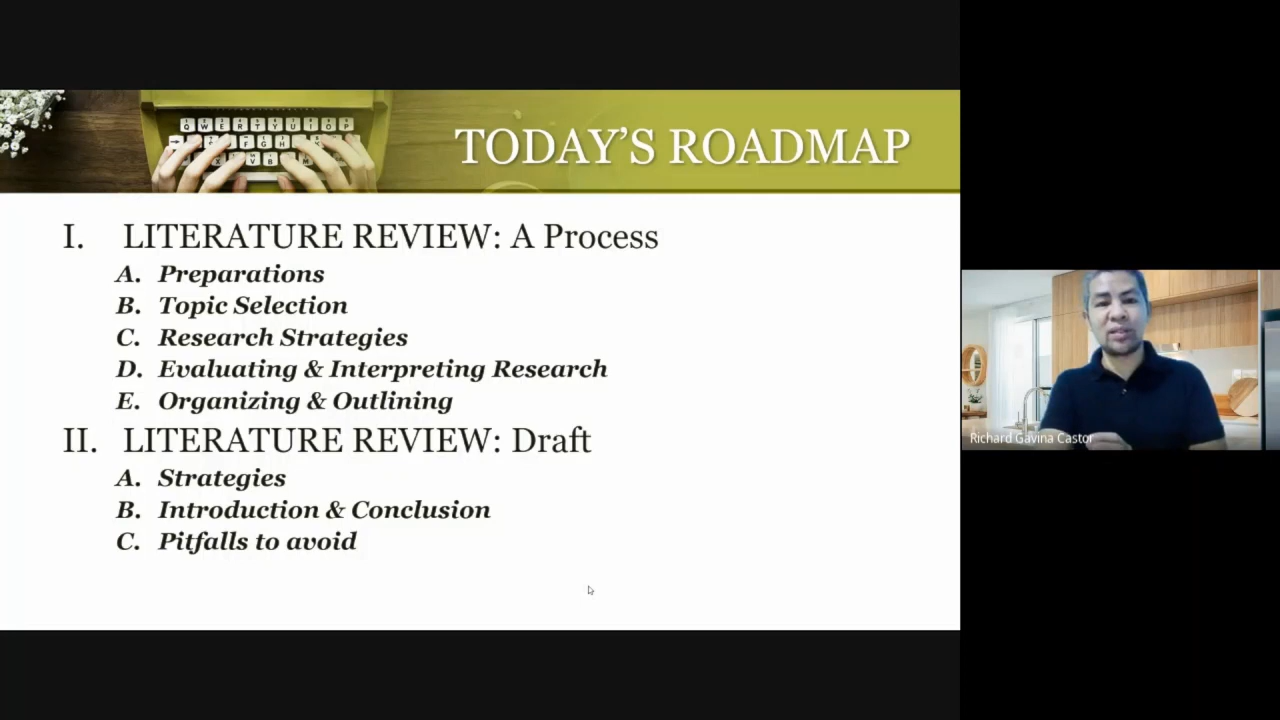 TODAY'S ROADMAP
Q W E R T Y U I O P
I. LITERATURE REVIEW: A Process
A. Preparations
B. Topic Selection
C. Research Strategies
D. Evaluating & Interpreting Research
E. Organizing & Outlining
II. LITERATURE REVIEW: Draft
A. Strategies
B. Introduction & Conclusion
C. Pitfalls to avoid
Richard Gavina Castor